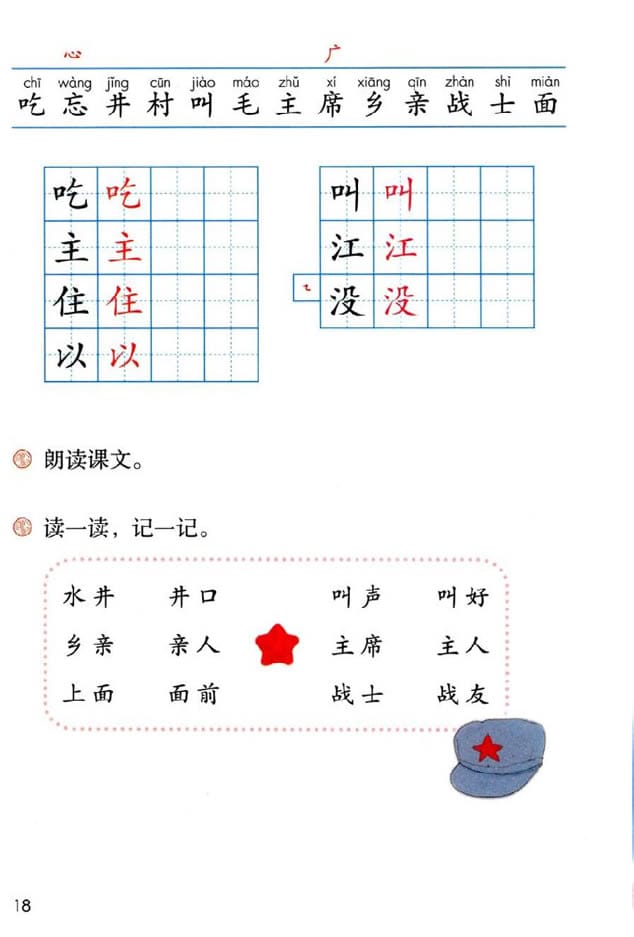 心 广
chī wàng jǐng cūn jiào máo zhǔ xí xiāng qīn zhàn shì miàn
吃 忘 井 村 叫 毛 主 席 乡 亲 战 士 面
吃 吃 叫 叫
主 主 江 江
住 住 ㄟ 没 没
以 以
朗读课文。
读一读，记一记。
水井 井口 叫声 叫好
乡亲 亲人 主席 主人
上面 面前 战士 战友
18